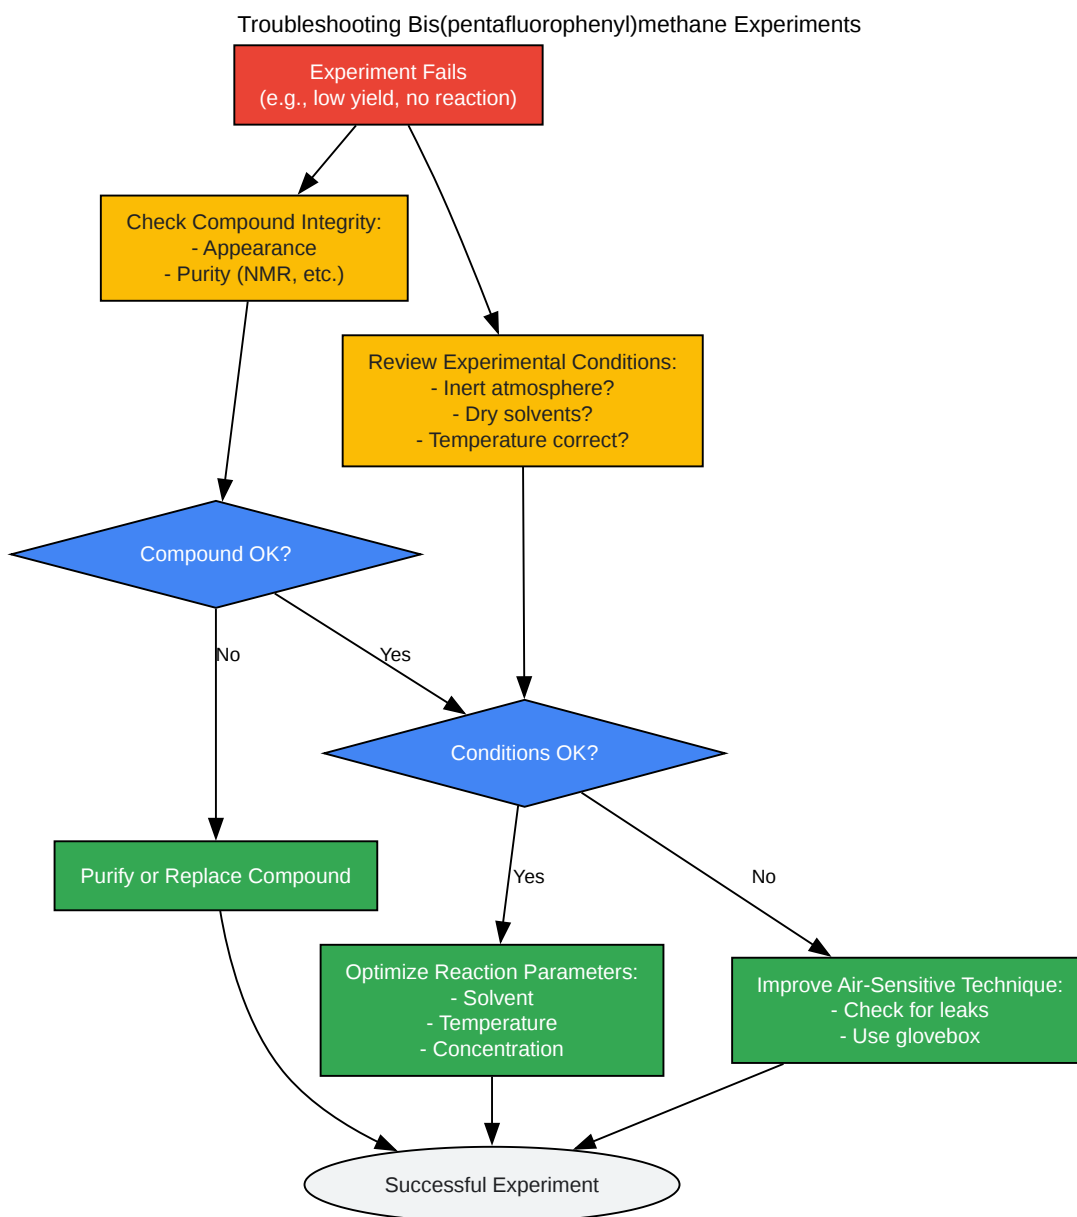 Troubleshooting Bis(pentafluorophenyl)methane Experiments
Experiment Fails
(e.g., low yield, no reaction)
Check Compound Integrity:
- Appearance
- Purity (NMR, etc.)
Review Experimental Conditions:
- Inert atmosphere?
- Dry solvents?
- Temperature correct?
Compound OK?
No
Yes
Conditions OK?
Purify or Replace Compound
Yes
No
Optimize Reaction Parameters:
- Solvent
- Temperature
- Concentration
Improve Air-Sensitive Technique:
- Check for leaks
- Use glovebox
Successful Experiment